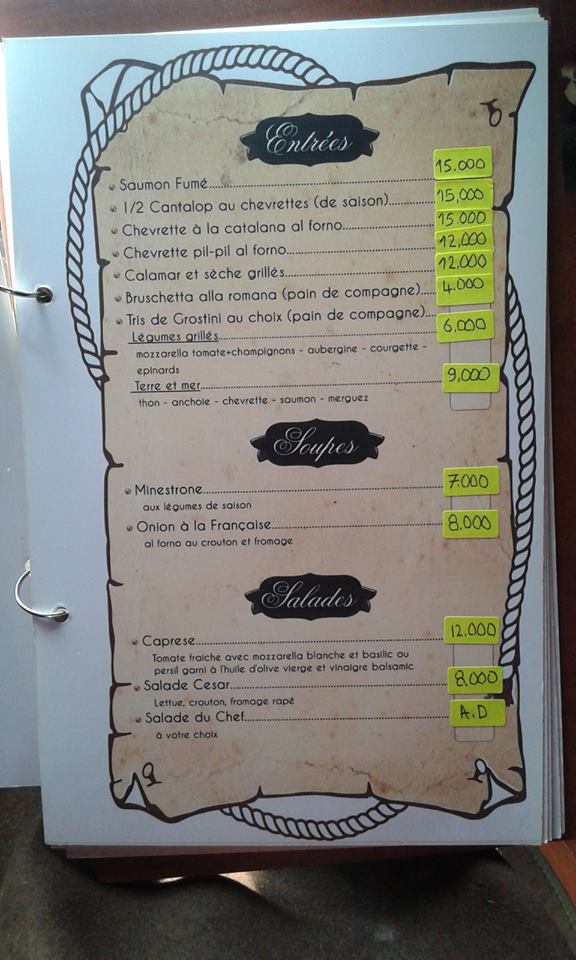 Entrées
Saumon Fumé 15.000
1/2 Cantalop au chevrettes (de saison) 15,000
Chevrette à la catalana al forno 15.000
Chevrette pil-pil al forno 12,000
Calamar et sèche grillés 12.000
Bruschetta alla romana (pain de compagne) 4.000
Tris de Grostini au choix (pain de compagne)
Légumes grillés 6,000
mozzarella tomate+champignons - aubergine - courgette -
epinards
Terre et mer 9,000
thon - anchoie - chevrette - saumon - merguez
Soupes
Minestrone 7.000
aux légumes de saison
Onion à la Française 8.000
al forno au crouton et fromage
Salades
Caprese 12.000
Tomate fraiche avec mozzarella blanche et basilic ou
persil garni à l'huile d'olive vierge et vinaigre balsamic
Salade Cesar 8,000
Lettue, crouton, fromage rapé
Salade du Chef A.D
à votre choix